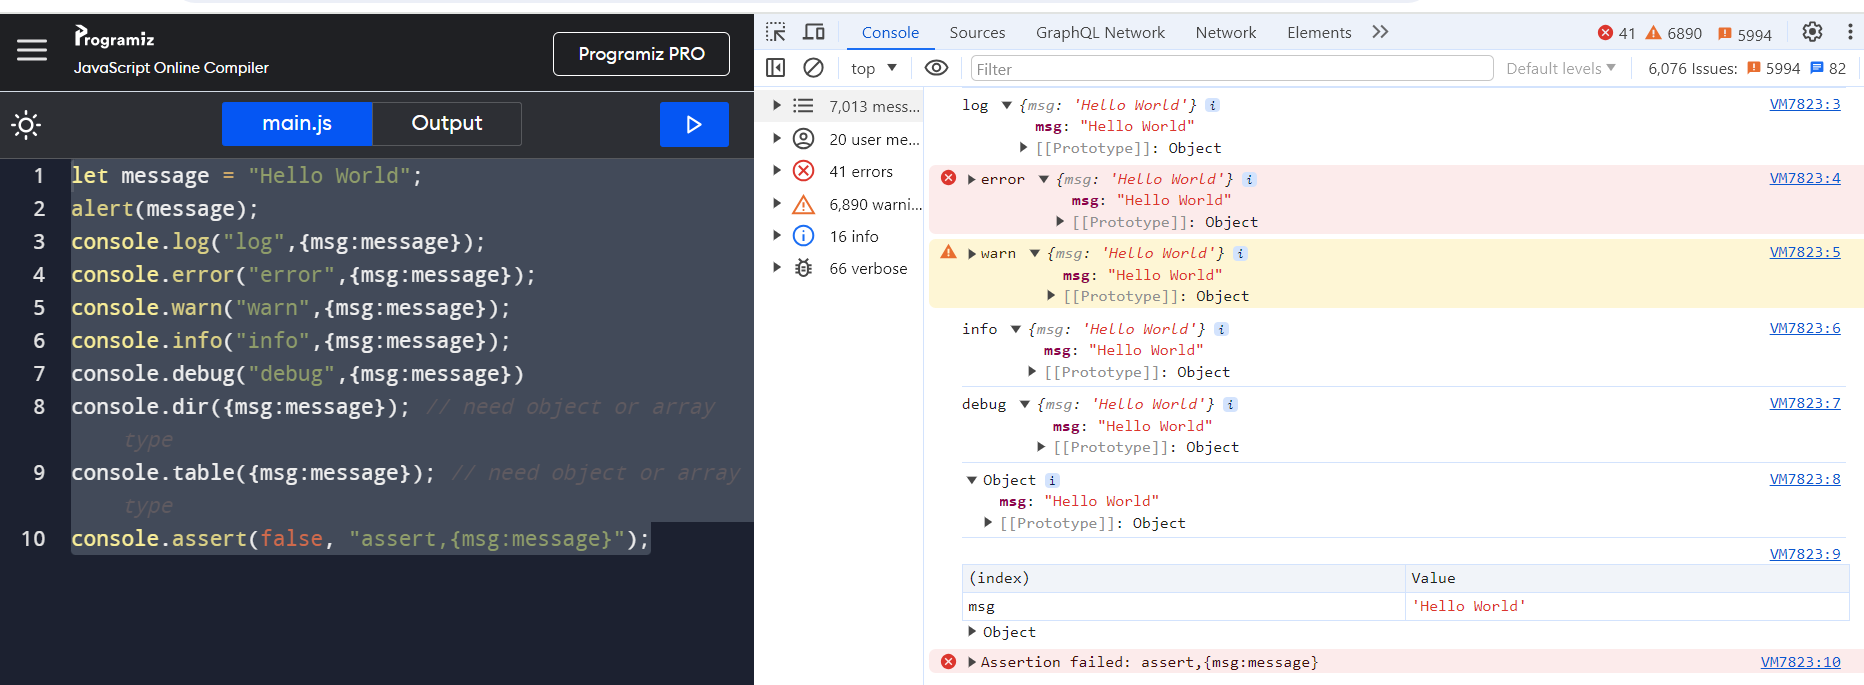 Programiz
JavaScript Online Compiler
Programiz PRO
main.js
Output
1 let message = "Hello World";
2 alert(message);
3 console.log("log",{msg:message});
4 console.error("error",{msg:message});
5 console.warn("warn",{msg:message});
6 console.info("info",{msg:message});
7 console.debug("debug",{msg:message})
8 console.dir({msg:message}); // need object or array
type
9 console.table({msg:message}); // need object or array
type
10 console.assert(false, "assert,{msg:message}");
Console Sources GraphQL Network Network Elements 41 6890 5994
top Filter Default levels 6,076 Issues: 5994 82
7,013 mess...
20 user me...
41 errors
6,890 warni...
16 info
66 verbose
log {msg: 'Hello World'} i VM7823:3
msg: "Hello World"
[[Prototype]]: Object
error {msg: 'Hello World'} i VM7823:4
msg: "Hello World"
[[Prototype]]: Object
warn {msg: 'Hello World'} i VM7823:5
msg: "Hello World"
[[Prototype]]: Object
info {msg: 'Hello World'} i VM7823:6
msg: "Hello World"
[[Prototype]]: Object
debug {msg: 'Hello World'} i VM7823:7
msg: "Hello World"
[[Prototype]]: Object
Object i VM7823:8
msg: "Hello World"
[[Prototype]]: Object
VM7823:9
(index) Value
msg 'Hello World'
Object
Assertion failed: assert,{msg:message} VM7823:10